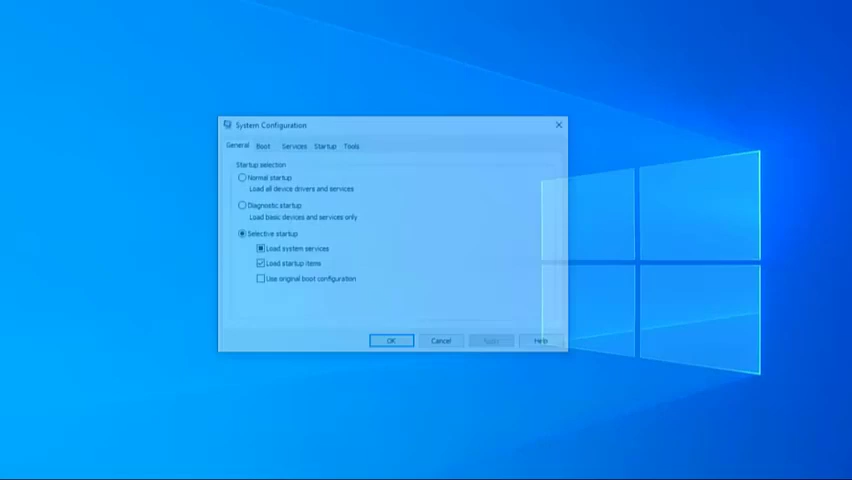 System Configuration
General Boot Services Startup Tools
Startup selection
Normal startup
Load all device drivers and services
Diagnostic startup
Load basic devices and services only
Selective startup
Load system services
Load startup items
Use original boot configuration
OK Cancel Apply Help